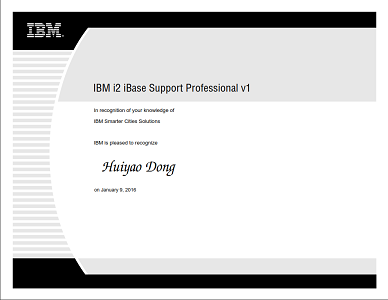 IBM
IBM i2 iBase Support Professional v1
In recognition of your knowledge of
IBM Smarter Cities Solutions
IBM is pleased to recognize
Huiyao Dong
on January 9, 2016